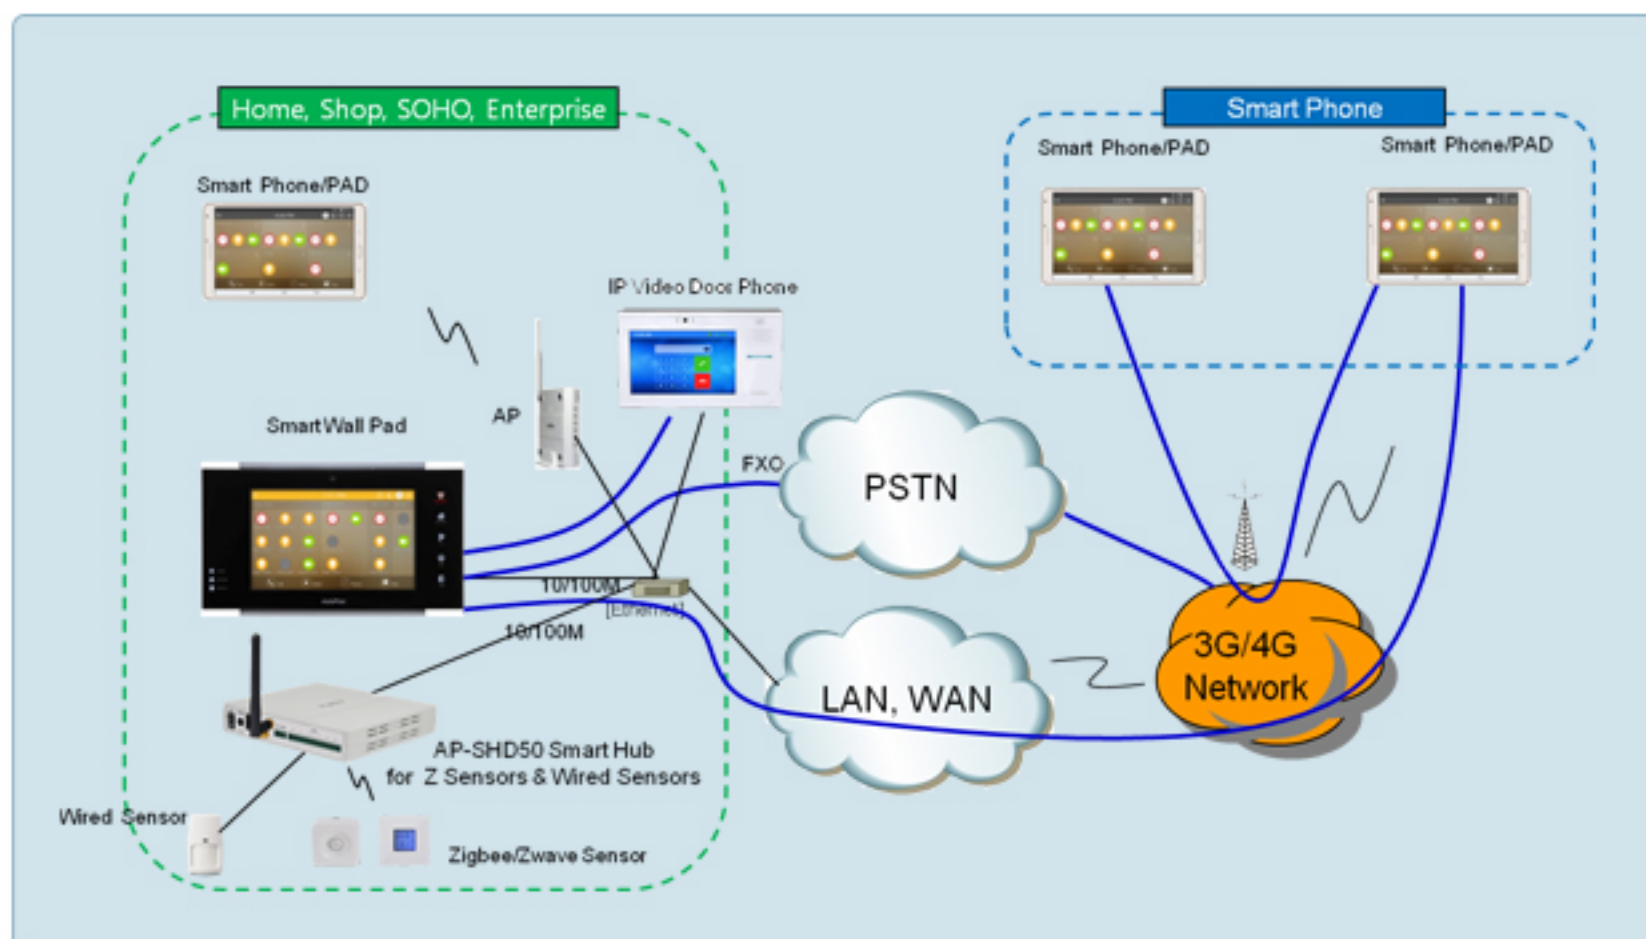 Home, Shop, SOHO, Enterprise
Smart Phone
Smart Phone/PAD
Smart Phone/PAD
Smart Phone/PAD
IP Video Door Phone
AP
Smart Wall Pad
FXO
PSTN
10/100M
[Ethernet]
10/100M
3G/4G
Network
LAN, WAN
AP-SHD50 Smart Hub
for Z Sensors & Wired Sensors
Wired Sensor
Zigbee/Zwave Sensor